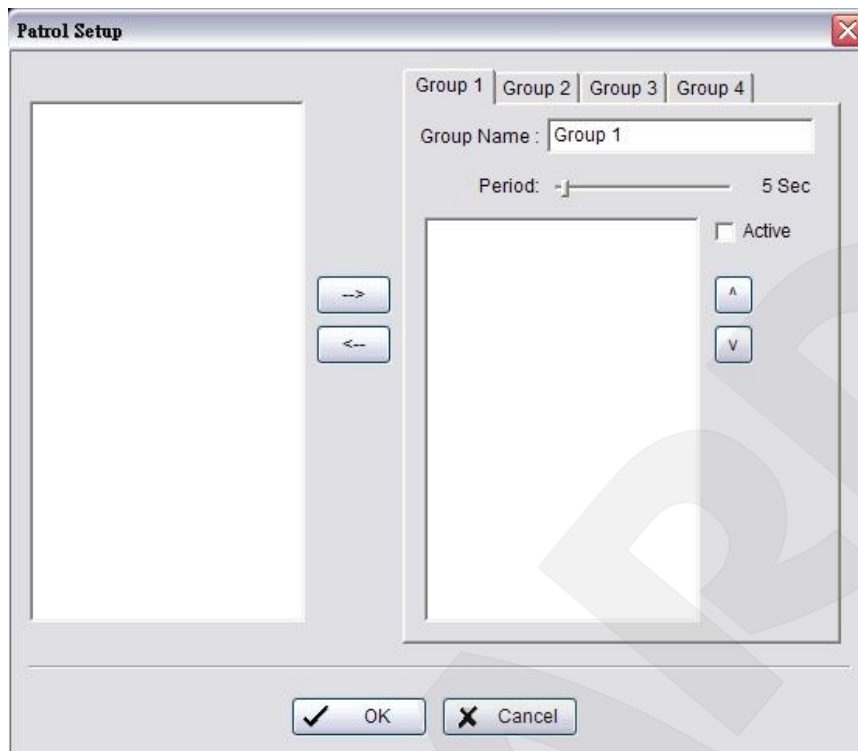 Patrol Setup
Group 1 Group 2 Group 3 Group 4
Group Name : Group 1
Period: 5 Sec
Active
-->
^
<--
v
OK Cancel